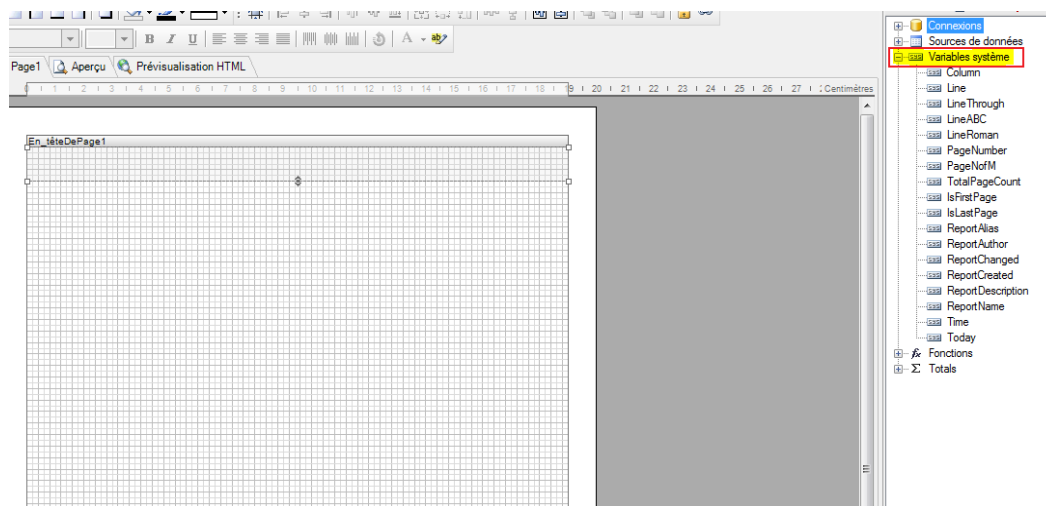 B I U A ab
Page1 Aperçu Prévisualisation HTML
1 2 3 4 5 6 7 8 9 10 11 12 13 14 15 16 17 18 19 20 21 22 23 24 25 26 27 Centimètres
En_têteDePage1
Connexions
Sources de données
Variables système
Column
Line
LineThrough
LineABC
LineRoman
PageNumber
PageNofM
TotalPageCount
IsFirstPage
IsLastPage
ReportAlias
ReportAuthor
ReportChanged
ReportCreated
ReportDescription
ReportName
Time
Today
fx Fonctions
Σ Totals